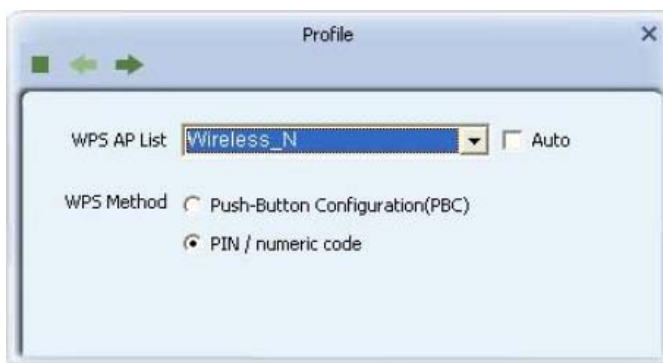 Profile
WPS AP List Wireless_N Auto
WPS Method Push-Button Configuration(PBC)
PIN / numeric code